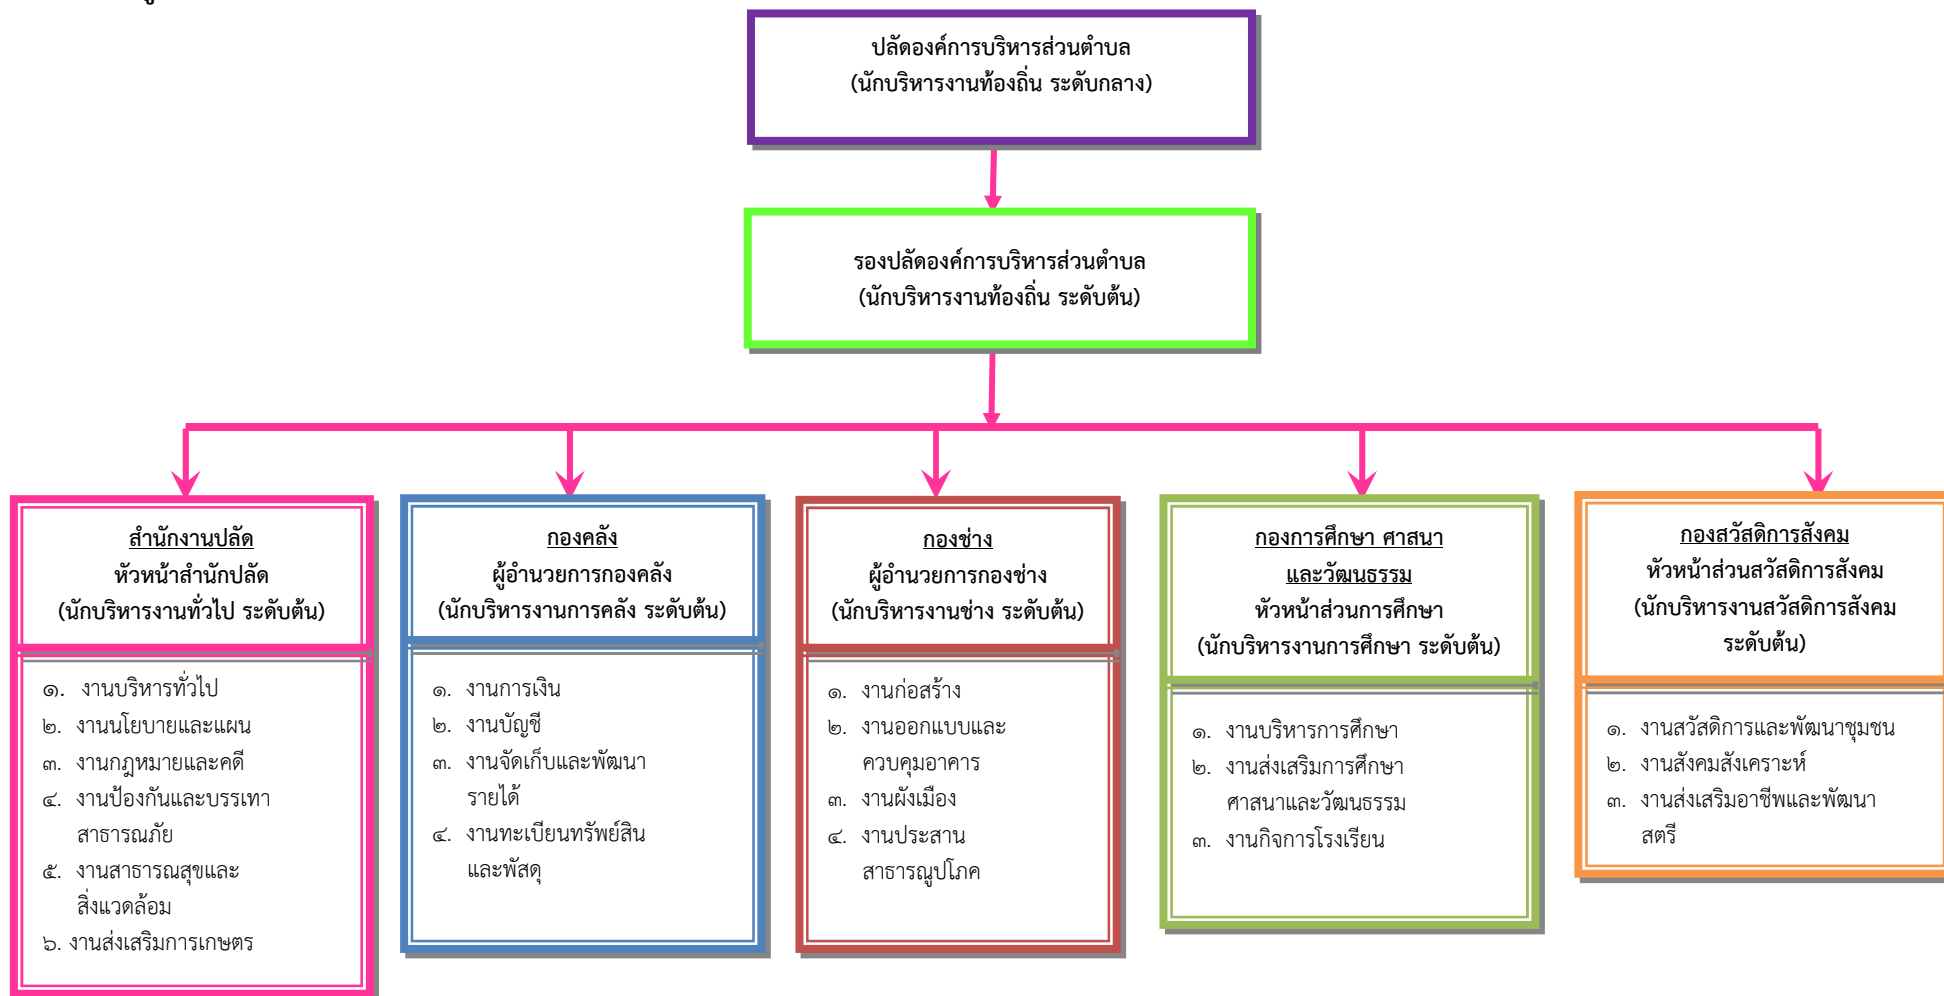 ปลัดองค์การบริหารส่วนตำบล
(นักบริหารงานท้องถิ่น ระดับกลาง)
รองปลัดองค์การบริหารส่วนตำบล
(นักบริหารงานท้องถิ่น ระดับต้น)
สำนักงานปลัด
หัวหน้าสำนักปลัด
(นักบริหารงานทั่วไป ระดับต้น)
๑. งานบริหารทั่วไป
๒. งานนโยบายและแผน
๓. งานกฎหมายและคดี
๔. งานป้องกันและบรรเทา
สาธารณภัย
๕. งานสาธารณสุขและ
สิ่งแวดล้อม
๖. งานส่งเสริมการเกษตร
กองคลัง
ผู้อำนวยการกองคลัง
(นักบริหารงานการคลัง ระดับต้น)
๑. งานการเงิน
๒. งานบัญชี
๓. งานจัดเก็บและพัฒนา
รายได้
๔. งานทะเบียนทรัพย์สิน
และพัสดุ
กองช่าง
ผู้อำนวยการกองช่าง
(นักบริหารงานช่าง ระดับต้น)
๑. งานก่อสร้าง
๒. งานออกแบบและ
ควบคุมอาคาร
๓. งานผังเมือง
๔. งานประสาน
สาธารณูปโภค
กองการศึกษา ศาสนา
และวัฒนธรรม
หัวหน้าส่วนการศึกษา
(นักบริหารงานการศึกษา ระดับต้น)
๑. งานบริหารการศึกษา
๒. งานส่งเสริมการศึกษา
ศาสนาและวัฒนธรรม
๓. งานกิจการโรงเรียน
กองสวัสดิการสังคม
หัวหน้าส่วนสวัสดิการสังคม
(นักบริหารงานสวัสดิการสังคม
ระดับต้น)
๑. งานสวัสดิการและพัฒนาชุมชน
๒. งานสังคมสังเคราะห์
๓. งานส่งเสริมอาชีพและพัฒนา
สตรี